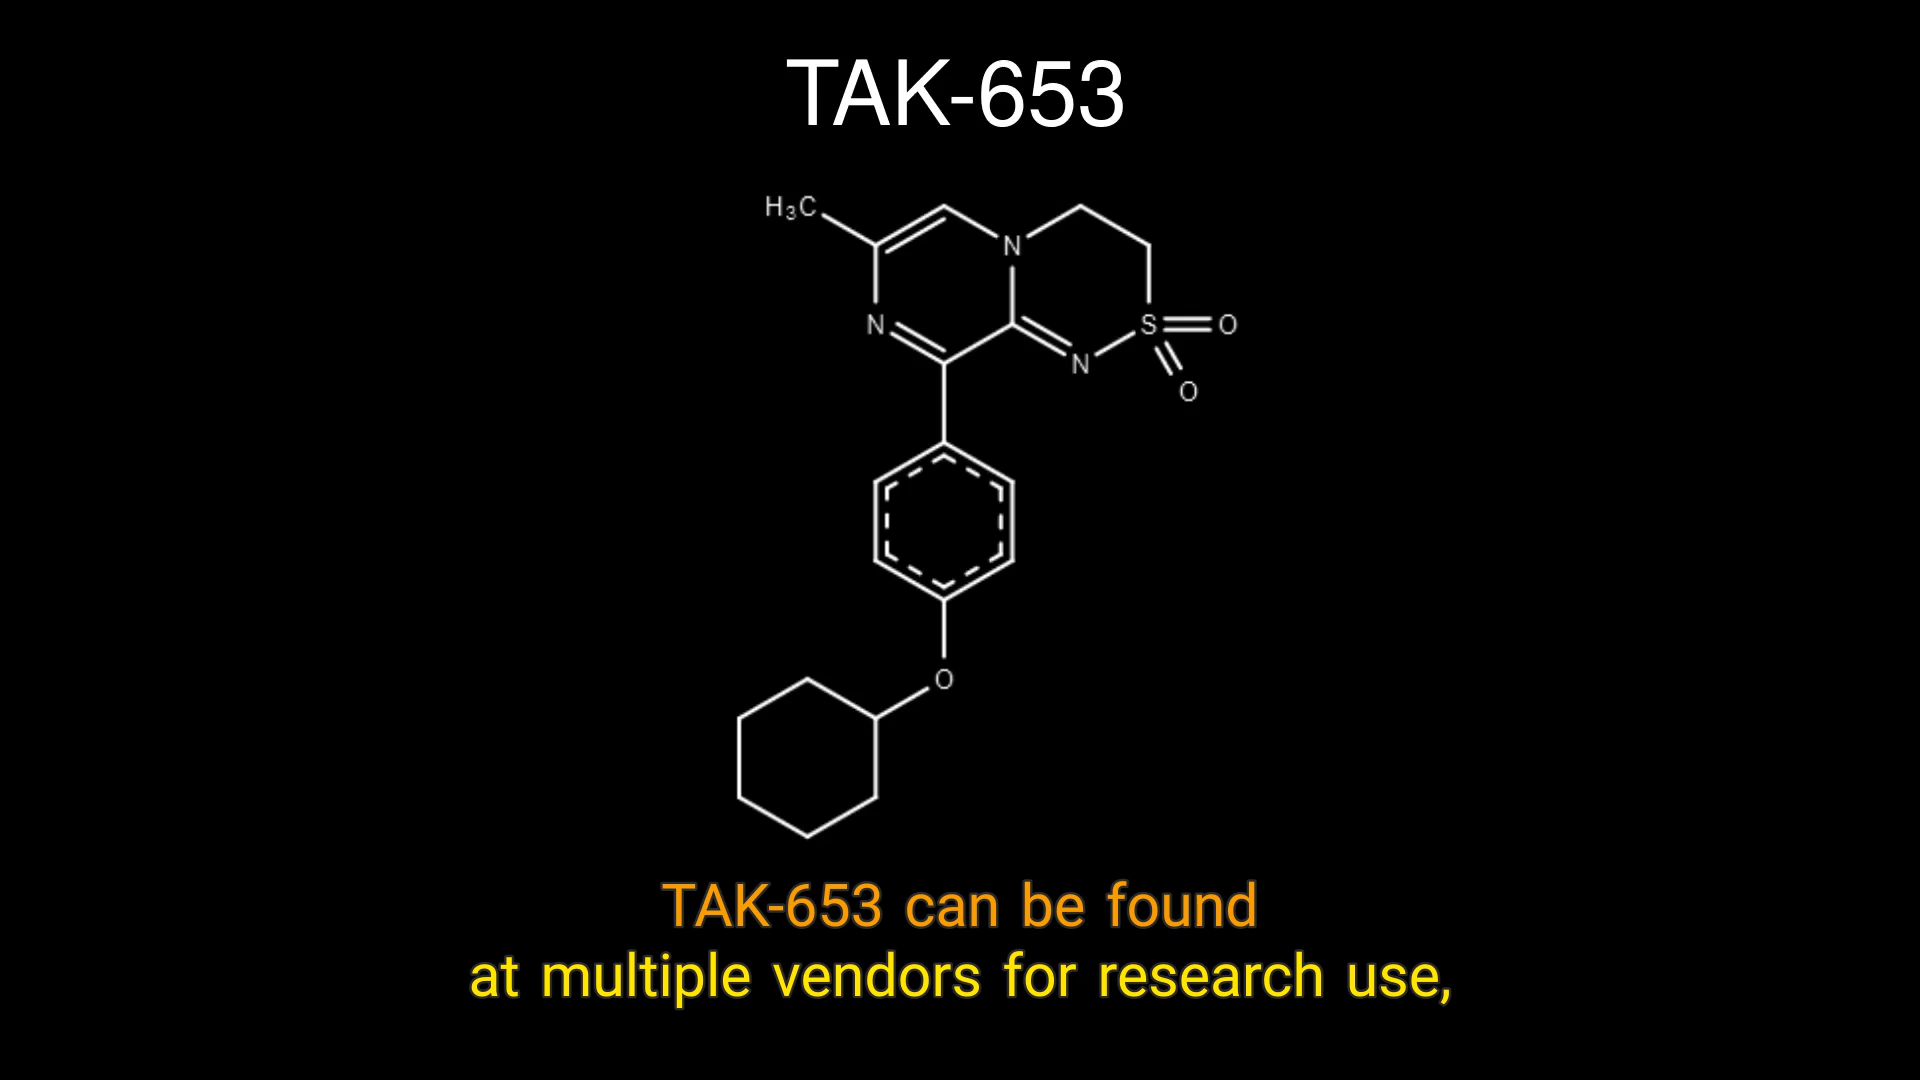 TAK-653
H₃C
N
N
S
O
N
O
O
TAK-653 can be found
at multiple vendors for research use,